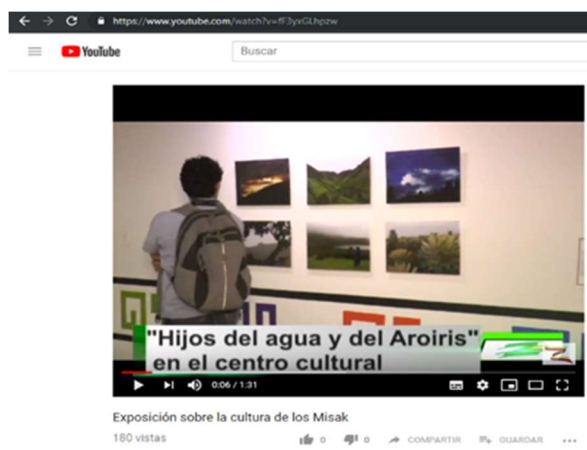 https://www.youtube.com/watch?v=fF3yxGLhpzw
YouTube
Buscar
"Hijos del agua y del Aroiris"
en el centro cultural
0:06 / 1:31
Exposición sobre la cultura de los Misak
180 vistas
0 0 COMPARTIR GUARDAR